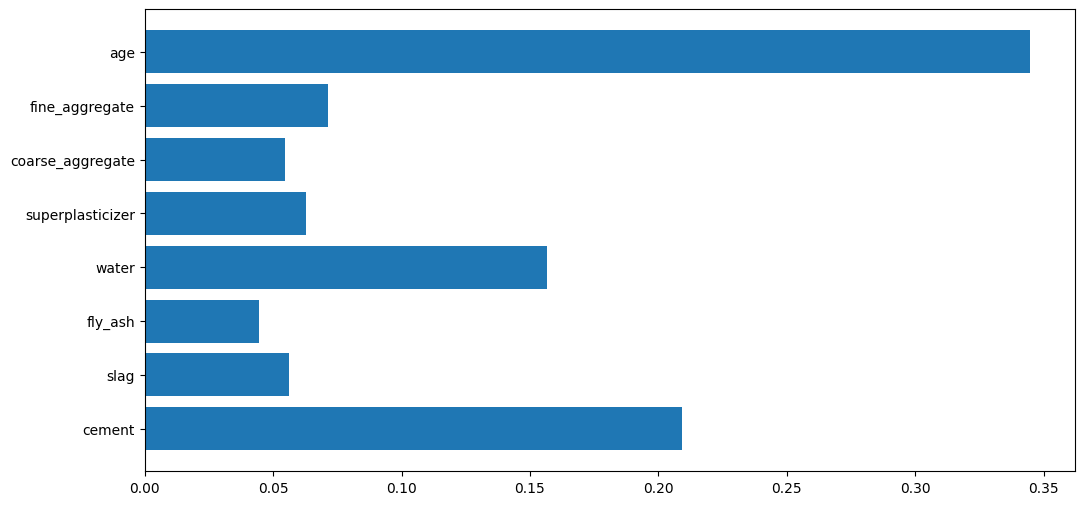 age
fine_aggregate
coarse_aggregate
superplasticizer
water
fly_ash
slag
cement
0.00 0.05 0.10 0.15 0.20 0.25 0.30 0.35